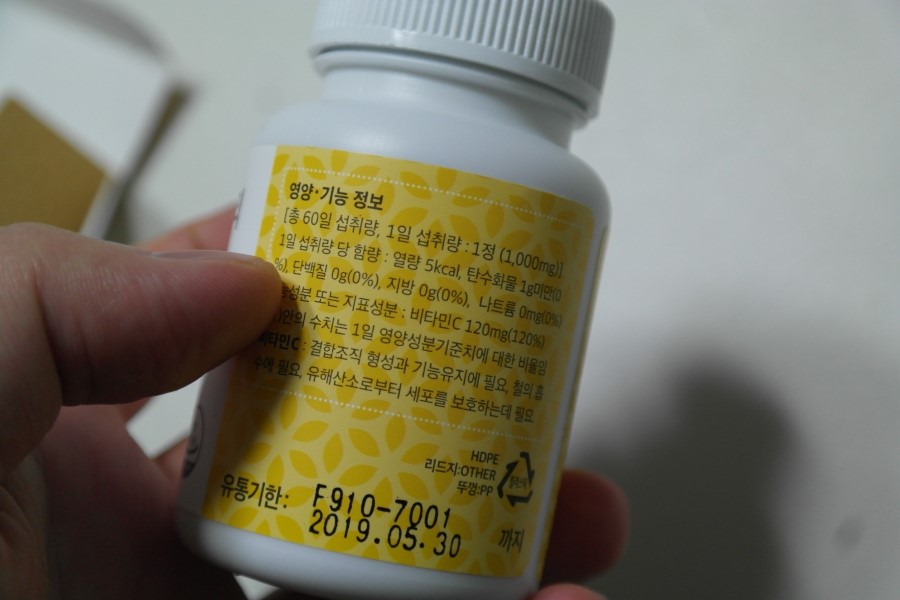 영양·기능 정보
[총 60일 섭취량, 1일 섭취량 : 1정 (1,000mg)]
1일 섭취량 당 함량 : 열량 5kcal, 탄수화물 1g미만(0
%), 단백질 0g(0%), 지방 0g(0%), 나트륨 0mg(0%)
능성분 또는 지표성분 : 비타민C 120mg(120%)
)안의 수치는 1일 영양성분기준치에 대한 비율임
비타민C : 결합조직 형성과 기능유지에 필요, 철의 흡
수에 필요, 유해산소로부터 세포를 보호하는데 필요
HDPE
리드지:OTHER
뚜껑:PP
유통기한: F910-7001
2019.05.30 까지